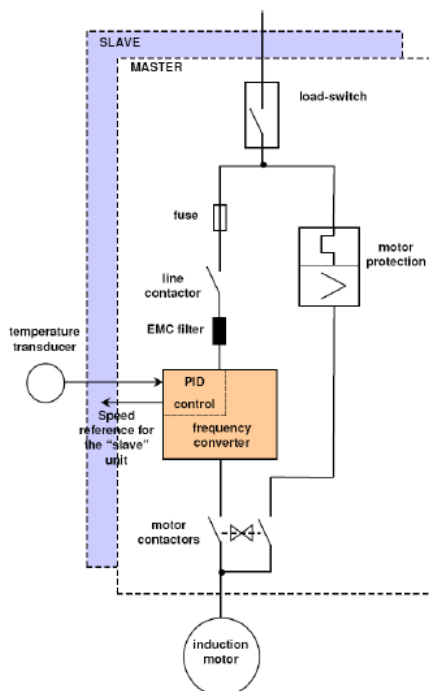 SLAVE
MASTER
load-switch
fuse
motor
protection
line
contactor
EMC filter
temperature
transducer
PID
control
Speed
reference for
the "slave"
unit
frequency
converter
motor
contactors
induction
motor